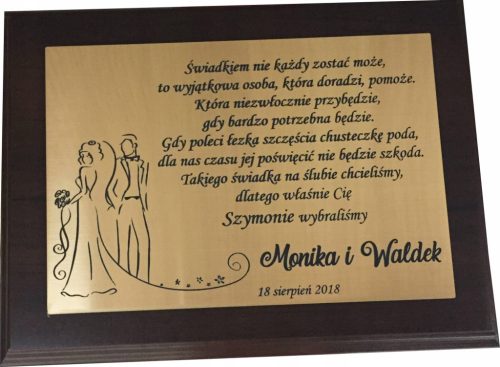 Świadkiem nie każdy zostać może,
to wyjątkowa osoba, która doradzi, pomoże.
Która niezwłocznie przybędzie,
gdy bardzo potrzebna będzie.
Gdy poleci łezka szczęścia chusteczkę poda,
dla nas czasu jej poświęcić nie będzie szkoda.
Takiego świadka na ślubie chcieliśmy,
dlatego właśnie Cię
Szymonie wybraliśmy
Monika i Waldek
18 sierpień 2018